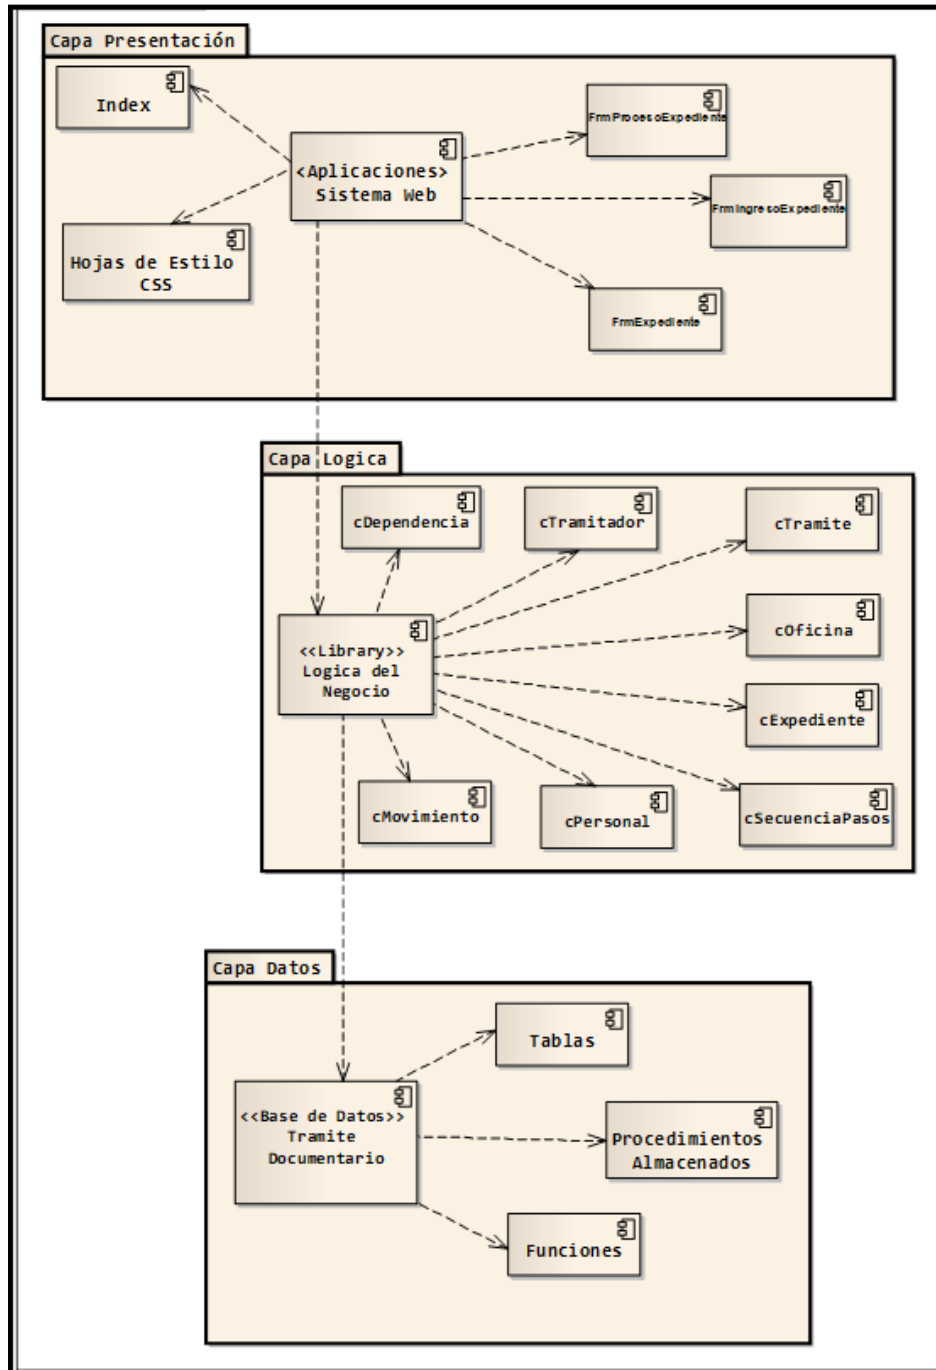 Capa Presentación
Index
<Aplicaciones>
Sistema Web
FrmProcesoExpediente
FrmIngresoExpediente
Hojas de Estilo
CSS
FrmExpediente
Capa Logica
cDependencia
cTramitador
cTramite
<<Library>>
Logica del
Negocio
cOficina
cExpediente
cMovimiento
cPersonal
cSecuenciaPasos
Capa Datos
Tablas
<<Base de Datos>>
Tramite
Documentario
Procedimientos
Almacenados
Funciones